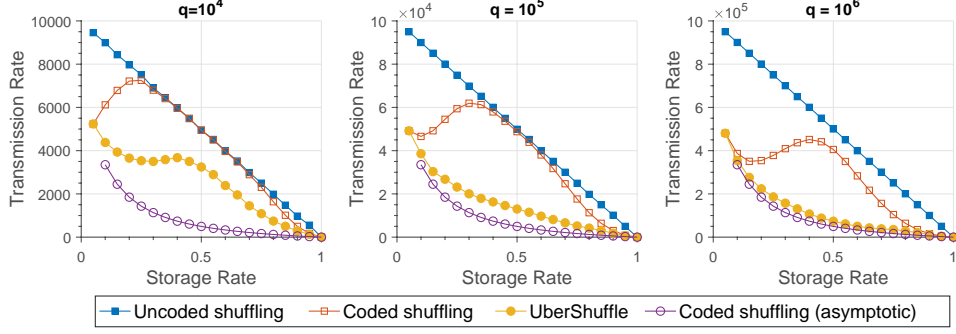 q=10⁴
10000
8000
6000
4000
2000
0
Transmission Rate
0
0.5
1
Storage Rate
q = 10⁵
×10⁴
10
8
6
4
2
0
Transmission Rate
0
0.5
1
Storage Rate
q = 10⁶
×10⁵
10
8
6
4
2
0
Transmission Rate
0
0.5
1
Storage Rate
Uncoded shuffling
Coded shuffling
UberShuffle
Coded shuffling (asymptotic)